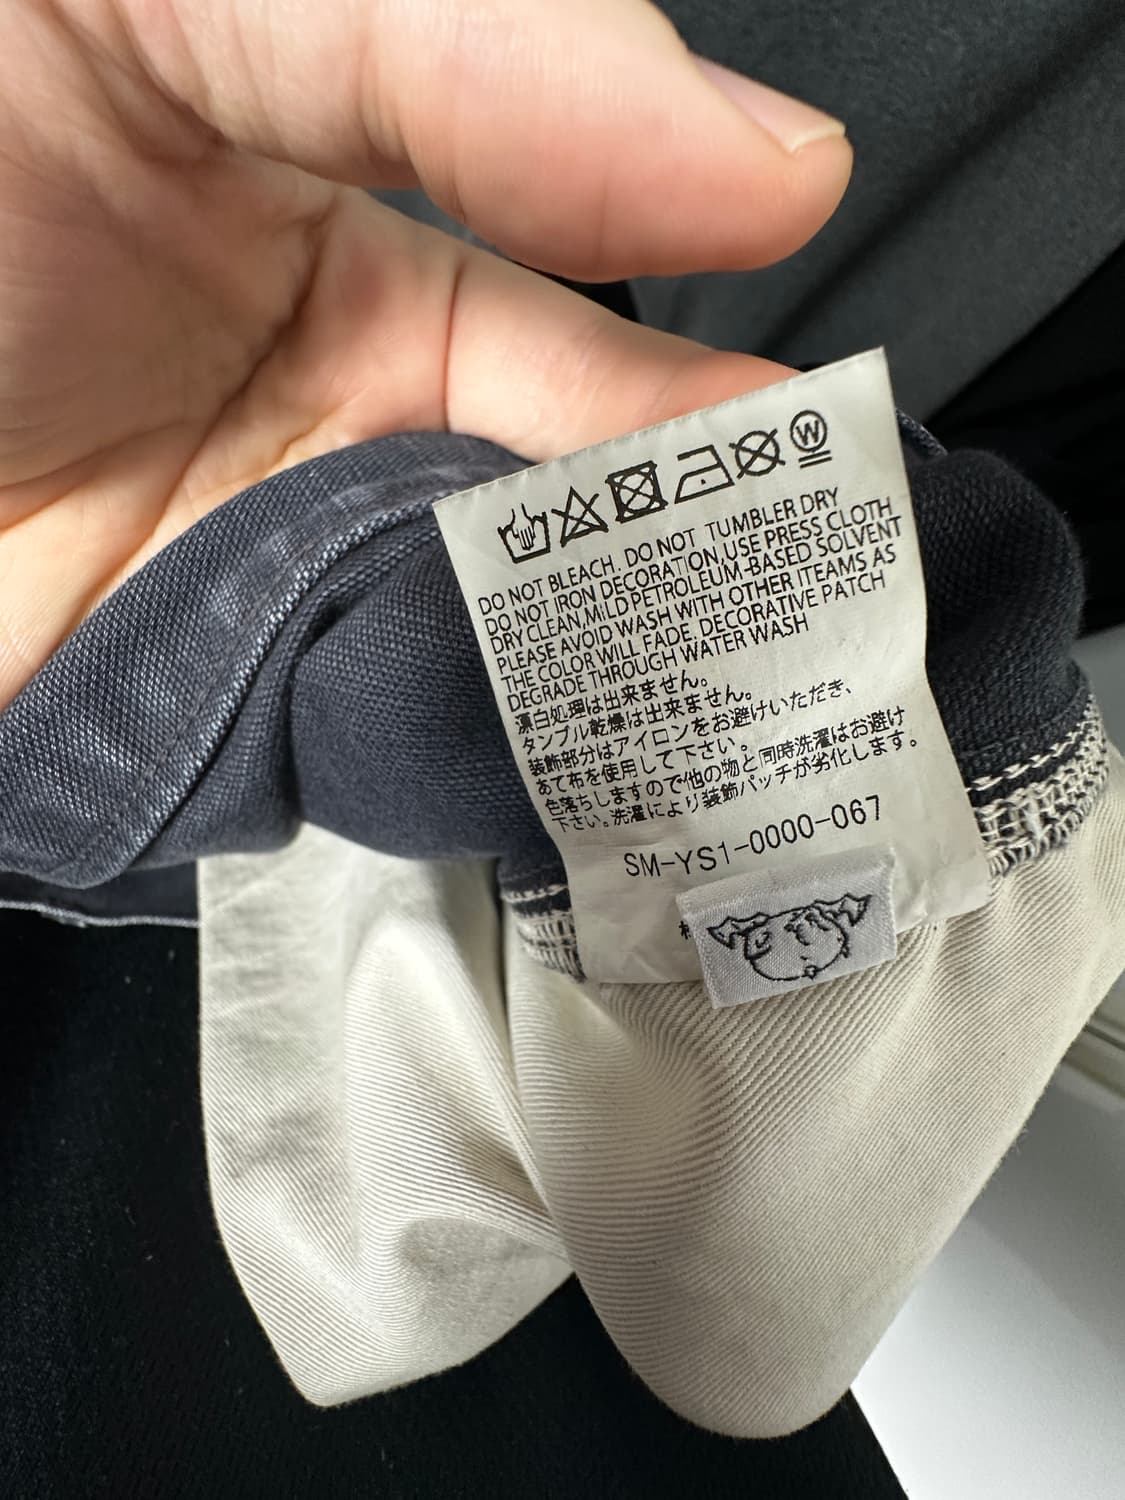 W
DO NOT BLEACH. DO NOT TUMBLER DRY
DO NOT IRON DECORATION,USE PRESS CLOTH
DRY CLEAN,MILD PETROLEUM-BASED SOLVENT
PLEASE AVOID WASH WITH OTHER ITEAMS AS
THE COLOR WILL FADE. DECORATIVE PATCH
DEGRADE THROUGH WATER WASH
漂白処理は出来ません。
タンブル乾燥は出来ません。
装飾部分はアイロンをお避けいただき、
あて布を使用して下さい。
色落ちしますので他の物と同時洗濯はお避け
下さい。洗濯により装飾パッチが劣化します。
SM-YS1-0000-067